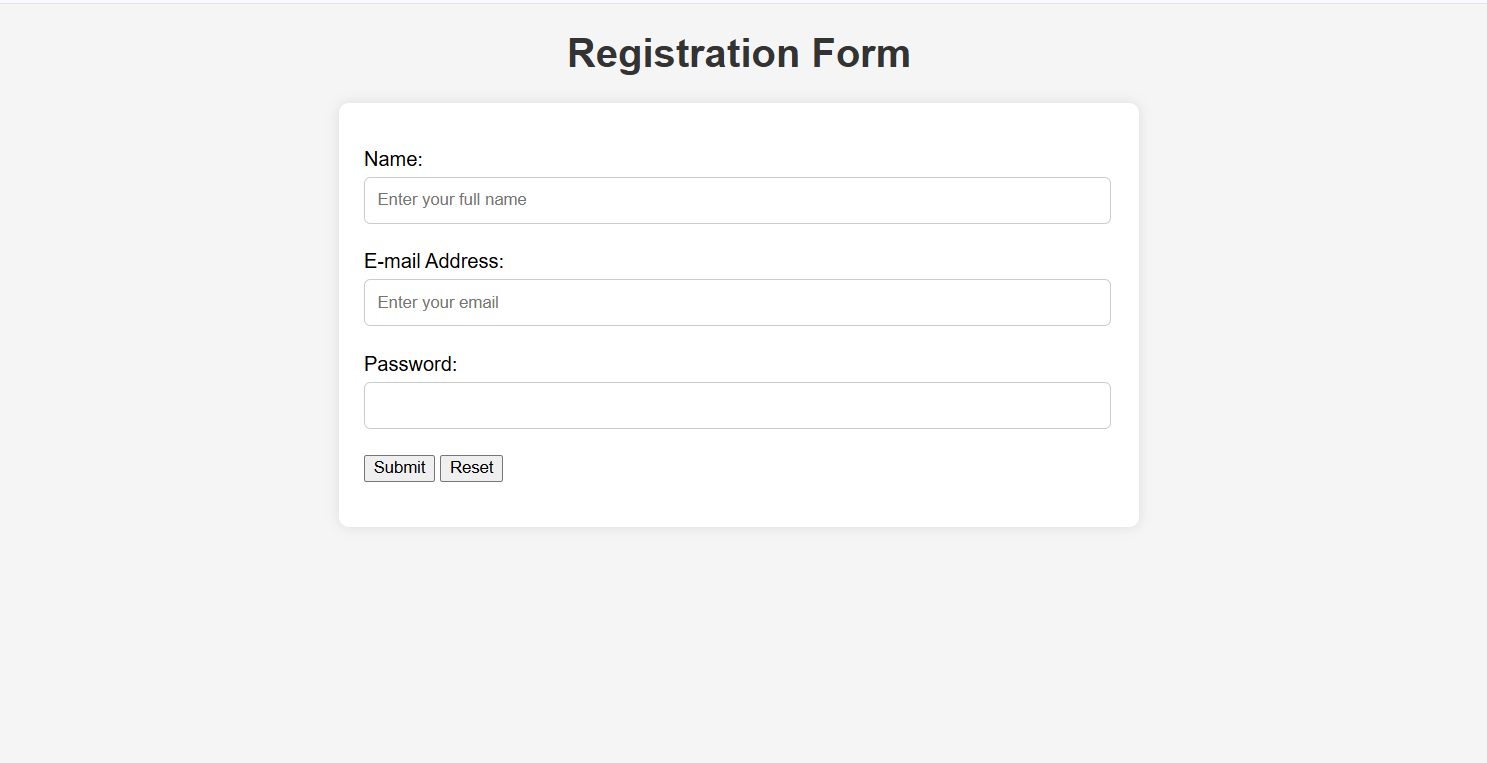 Registration Form
Name:
Enter your full name
E-mail Address:
Enter your email
Password:
Submit Reset